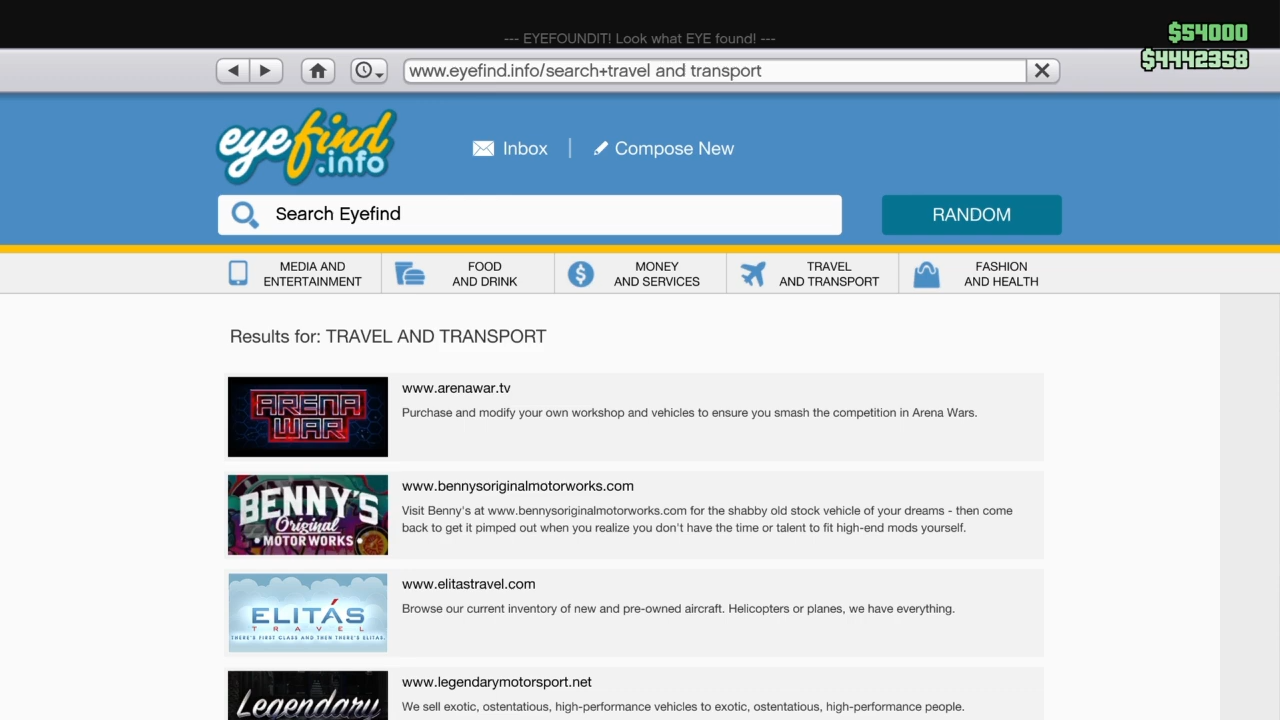 --- EYEFOUNDIT! Look what EYE found! ---
$54000
$4442358
www.eyefind.info/search+travel and transport
eyefind
.info
Inbox
Compose New
Search Eyefind
RANDOM
MEDIA AND
ENTERTAINMENT
FOOD
AND DRINK
MONEY
AND SERVICES
TRAVEL
AND TRANSPORT
FASHION
AND HEALTH
Results for: TRAVEL AND TRANSPORT
ARENA
WAR
www.arenawar.tv
Purchase and modify your own workshop and vehicles to ensure you smash the competition in Arena Wars.
BENNY'S
Original
• MOTOR WORKS •
www.bennysoriginalmotorworks.com
Visit Benny's at www.bennysoriginalmotorworks.com for the shabby old stock vehicle of your dreams - then come
back to get it pimped out when you realize you don't have the time or talent to fit high-end mods yourself.
ELITÁS
TRAVEL
THERE'S FIRST CLASS AND THEN THERE'S ELITAS.
www.elitastravel.com
Browse our current inventory of new and pre-owned aircraft. Helicopters or planes, we have everything.
Legendary
www.legendarymotorsport.net
We sell exotic, ostentatious, high-performance vehicles to exotic, ostentatious, high-performance people.